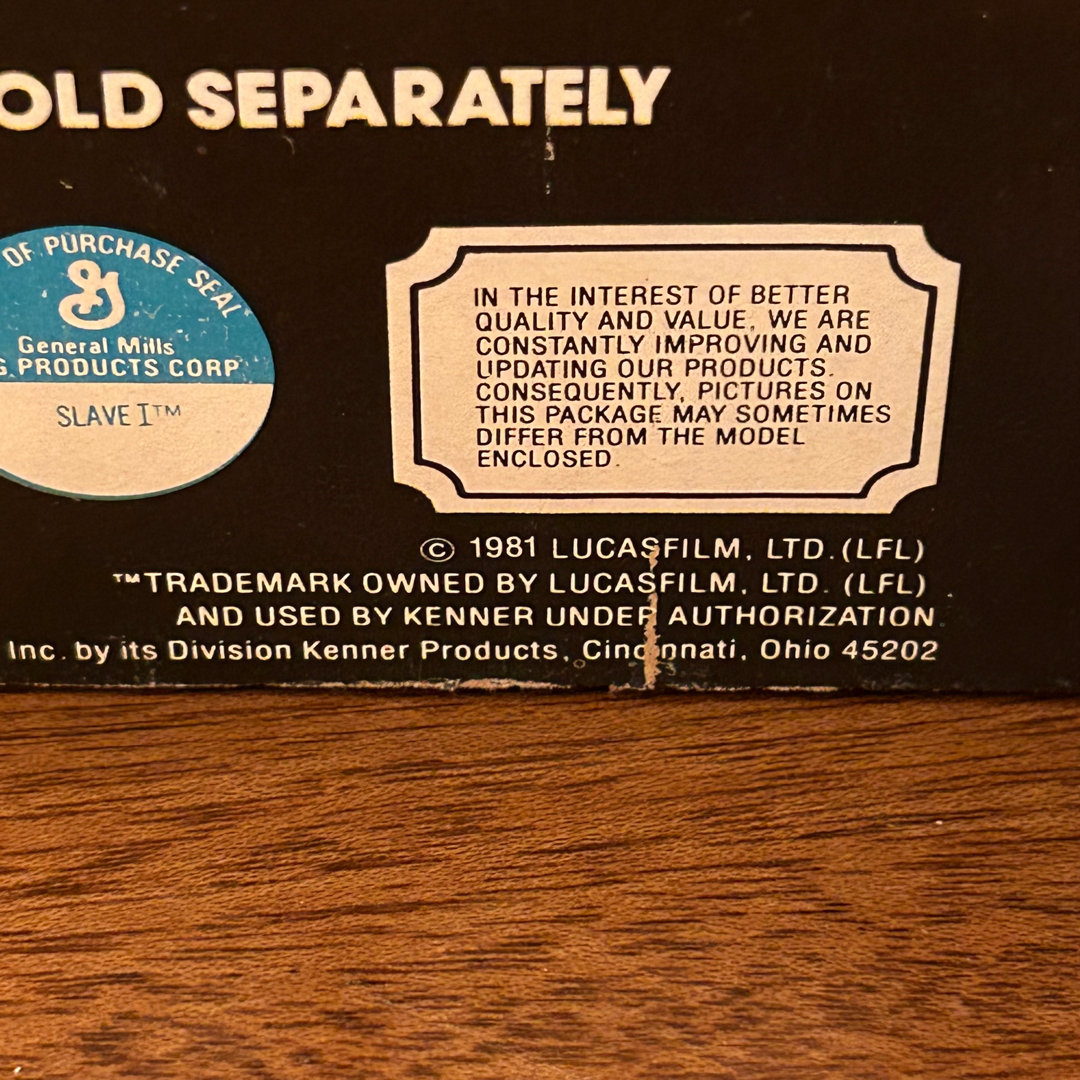 OLD SEPARATELY
OF PURCHASE SEAL
General Mills
G PRODUCTS CORP
SLAVE I™
IN THE INTEREST OF BETTER
QUALITY AND VALUE, WE ARE
CONSTANTLY IMPROVING AND
UPDATING OUR PRODUCTS.
CONSEQUENTLY, PICTURES ON
THIS PACKAGE MAY SOMETIMES
DIFFER FROM THE MODEL
ENCLOSED.
© 1981 LUCASFILM, LTD. (LFL)
™TRADEMARK OWNED BY LUCASFILM, LTD. (LFL)
AND USED BY KENNER UNDER AUTHORIZATION
Inc. by its Division Kenner Products, Cincinnati, Ohio 45202